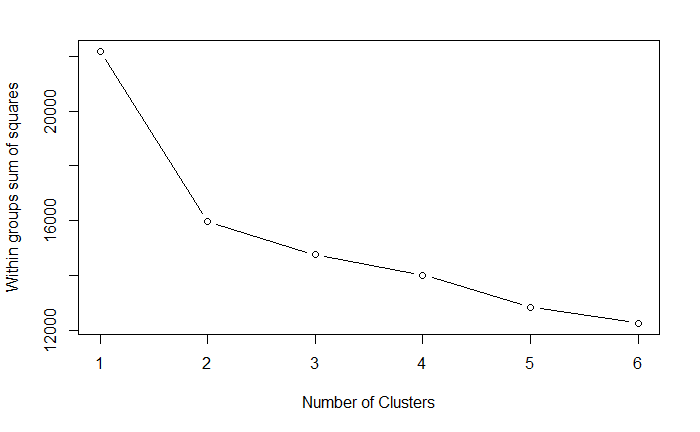 Within groups sum of squares
20000
16000
12000
1 2 3 4 5 6
Number of Clusters